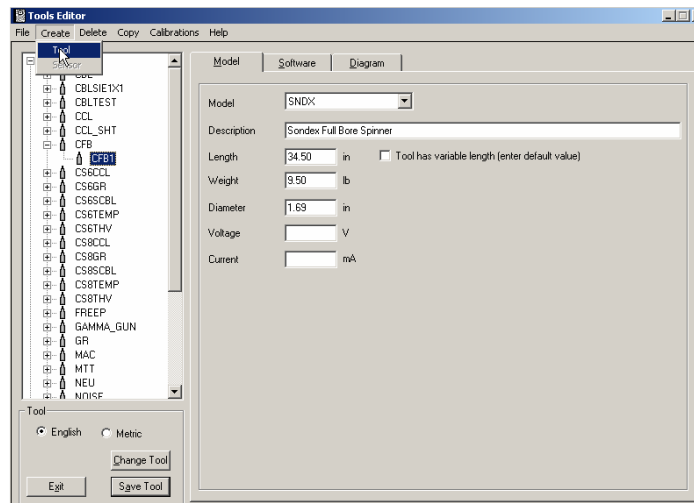 Tools Editor
File Create Delete Copy Calibrations Help
Tool
Sensor
CBL
CBLSIE1X1
CBLTEST
CCL
CCL_SHT
CFB
CFB1
CS6CCL
CS6GR
CS6SCBL
CS6TEMP
CS6THV
CS8CCL
CS8GR
CS8SCBL
CS8TEMP
CS8THV
FREEP
GAMMA_GUN
GR
MAC
MTT
NEU
NOISE
Tool
English Metric
Change Tool
Exit Save Tool
Model Software Diagram
Model SNDX
Description Sondex Full Bore Spinner
Length 34.50 in Tool has variable length (enter default value)
Weight 9.50 lb
Diameter 1.69 in
Voltage V
Current mA